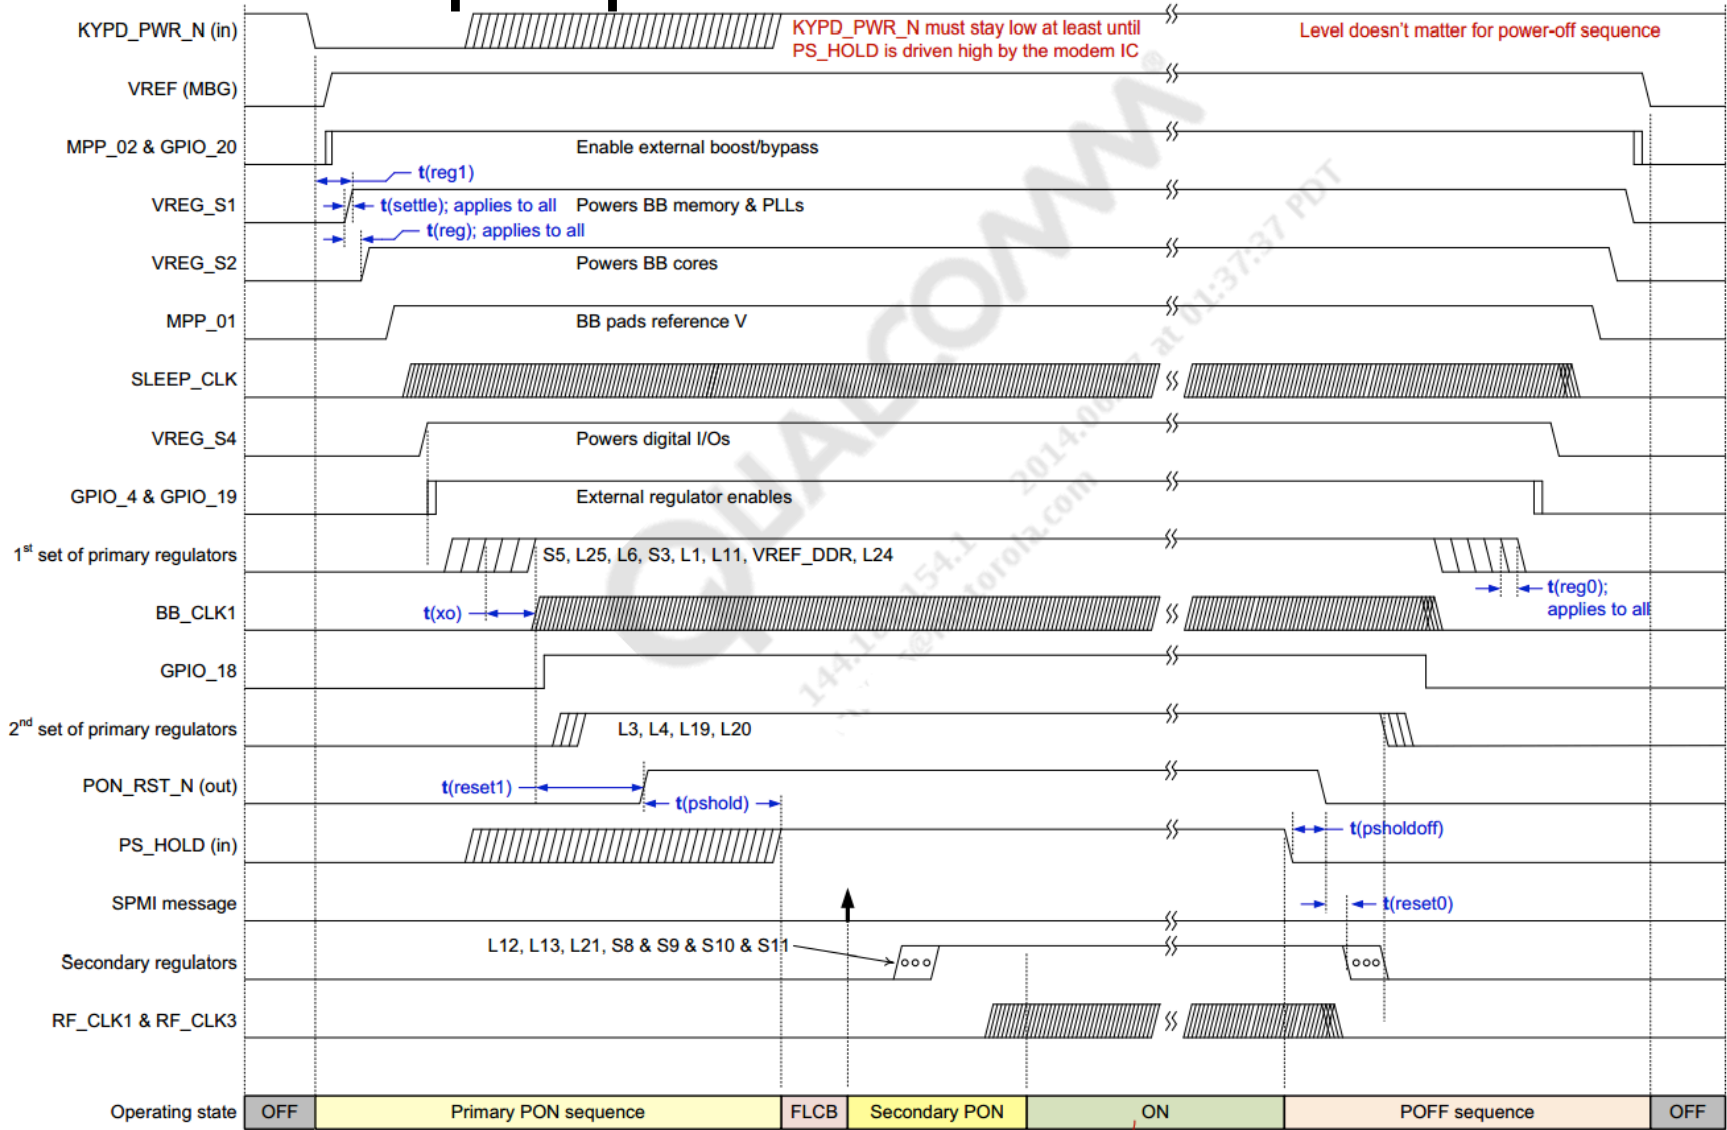 KYPD_PWR_N (in)
KYPD_PWR_N must stay low at least until
PS_HOLD is driven high by the modem IC
Level doesn't matter for power-off sequence
VREF (MBG)
MPP_02 & GPIO_20
Enable external boost/bypass
t(reg1)
VREG_S1
t(settle); applies to all
Powers BB memory & PLLs
t(reg); applies to all
VREG_S2
Powers BB cores
MPP_01
BB pads reference V
SLEEP_CLK
VREG_S4
Powers digital I/Os
GPIO_4 & GPIO_19
External regulator enables
1st set of primary regulators
S5, L25, L6, S3, L1, L11, VREF_DDR, L24
t(reg0);
applies to all
BB_CLK1
t(xo)
GPIO_18
2nd set of primary regulators
L3, L4, L19, L20
PON_RST_N (out)
t(reset1)
t(pshold)
PS_HOLD (in)
t(psholdoff)
SPMI message
t(reset0)
L12, L13, L21, S8 & S9 & S10 & S11
Secondary regulators
RF_CLK1 & RF_CLK3
Operating state
OFF
Primary PON sequence
FLCB
Secondary PON
ON
POFF sequence
OFF
QUALCOMM®
at 01:37:37 PDT